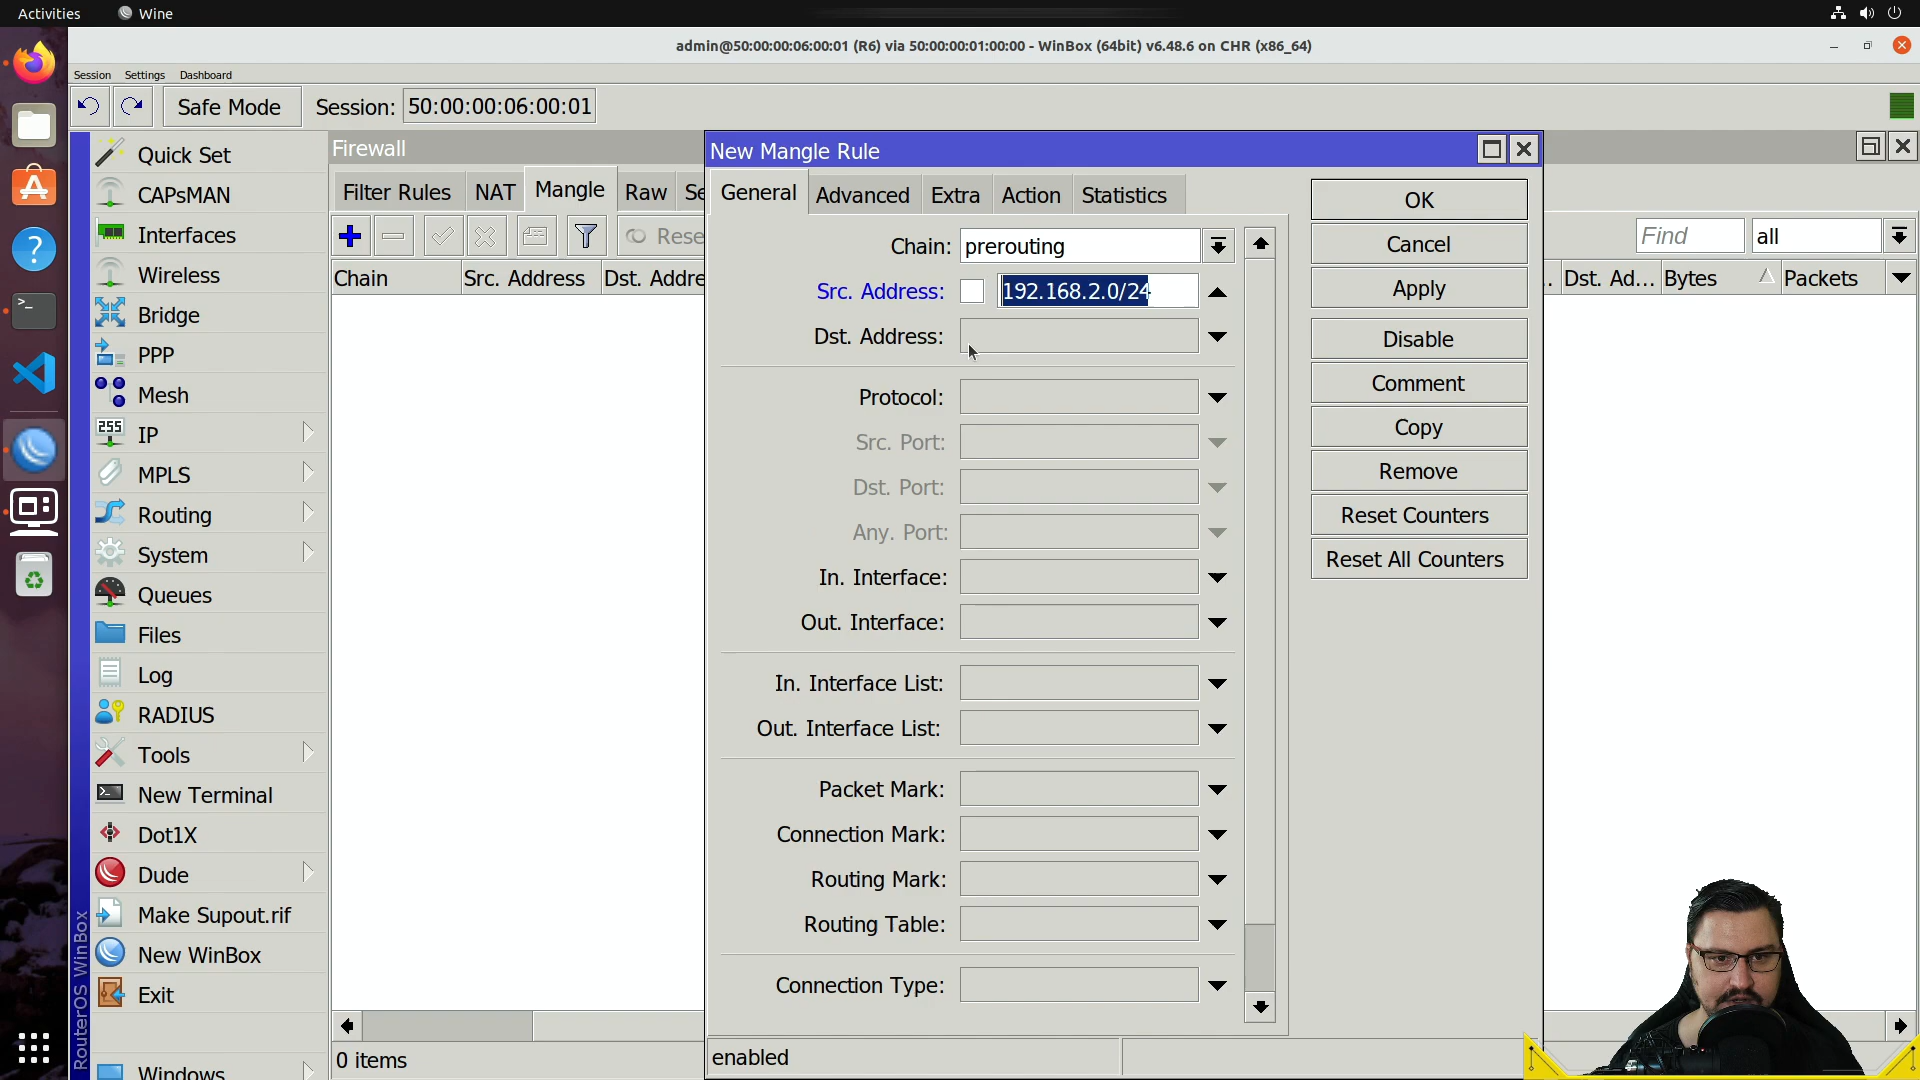 Activities
Wine
admin@50:00:00:06:00:01 (R6) via 50:00:00:01:00:00 - WinBox (64bit) v6.48.6 on CHR (x86_64)
Session Settings Dashboard
Safe Mode
Session: 50:00:00:06:00:01
RouterOS WinBox
Quick Set
CAPsMAN
Interfaces
Wireless
Bridge
PPP
Mesh
255
IP
MPLS
Routing
System
Queues
Files
Log
RADIUS
Tools
New Terminal
Dot1X
Dude
Make Supout.rif
New WinBox
Exit
Windows
Firewall
Filter Rules NAT Mangle Raw Se
Rese
Find
all
Chain Src. Address Dst. Addre
Dst. Ad... Bytes Packets
0 items
New Mangle Rule
General Advanced Extra Action Statistics
Chain: prerouting
Src. Address: 192.168.2.0/24
Dst. Address:
Protocol:
Src. Port:
Dst. Port:
Any. Port:
In. Interface:
Out. Interface:
In. Interface List:
Out. Interface List:
Packet Mark:
Connection Mark:
Routing Mark:
Routing Table:
Connection Type:
enabled
OK
Cancel
Apply
Disable
Comment
Copy
Remove
Reset Counters
Reset All Counters